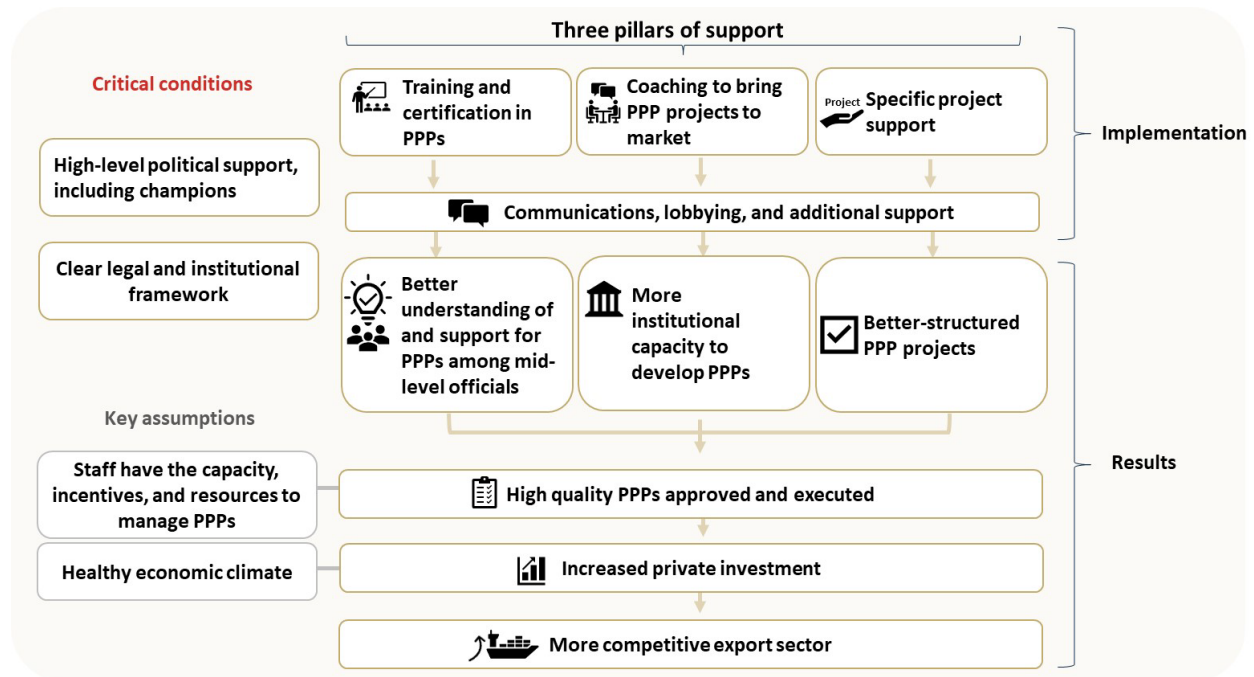 Three pillars of support
Critical conditions
Training and
certification in
PPPs
Coaching to bring
PPP projects to
market
Project
Specific project
support
Implementation
High-level political support,
including champions
Communications, lobbying, and additional support
Clear legal and institutional
framework
Better
understanding of
and support for
PPPs among mid-
level officials
More
institutional
capacity to
develop PPPs
Better-structured
PPP projects
Key assumptions
Results
Staff have the capacity,
incentives, and resources to
manage PPPs
High quality PPPs approved and executed
Healthy economic climate
Increased private investment
More competitive export sector